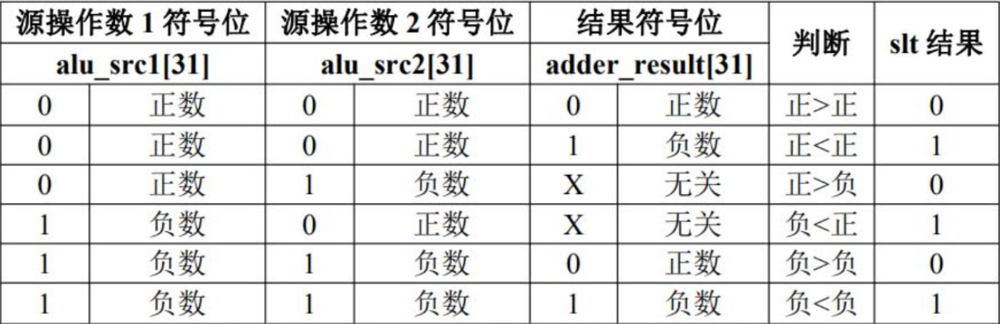 源操作数 1 符号位 源操作数 2 符号位 结果符号位 判断 slt 结果
alu_src1[31] alu_src2[31] adder_result[31]
0 正数 0 正数 0 正数 正>正 0
0 正数 0 正数 1 负数 正<正 1
0 正数 1 负数 X 无关 正>负 0
1 负数 0 正数 X 无关 负<正 1
1 负数 1 负数 0 正数 负>负 0
1 负数 1 负数 1 负数 负<负 1